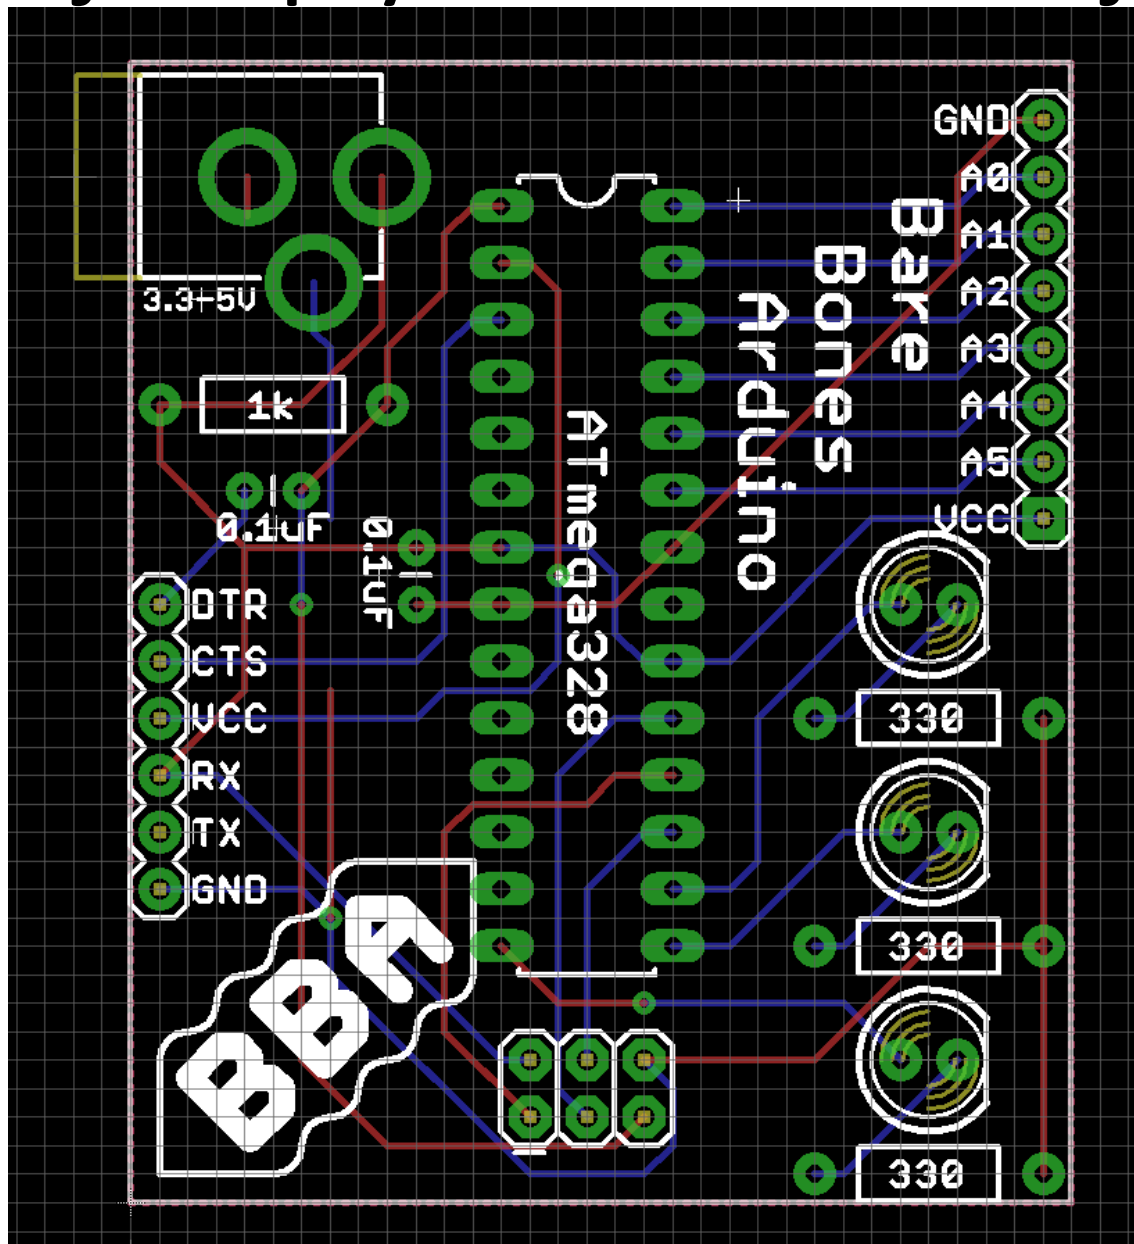 GND
A0
A1
A2
A3
A4
A5
VCC
Bare
Bones
Arduino
3.3-5V
1k
0.1uF
0.1uF
ATmega328
DTR
CTS
VCC
RX
TX
GND
330
330
330
BBA